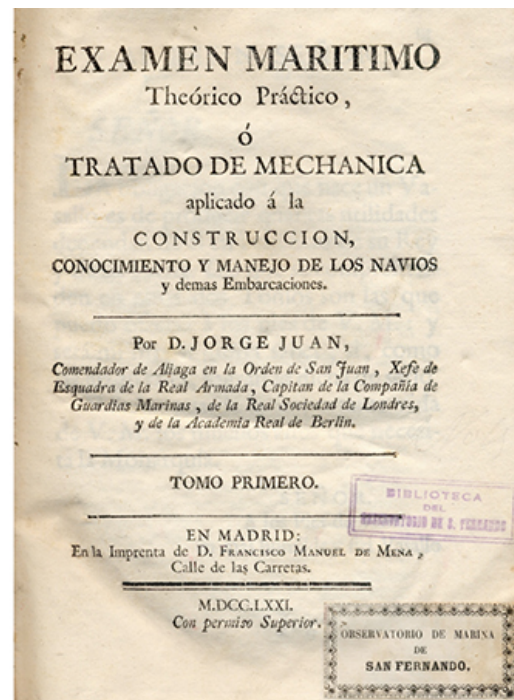 EXAMEN MARITIMO
Theórico Práctico,
ó
TRATADO DE MECHANICA
aplicado á la
CONSTRUCCION,
CONOCIMIENTO Y MANEJO DE LOS NAVIOS
y demas Embarcaciones.
Por D. JORGE JUAN,
Comendador de Aliaga en la Orden de San Juan, Xefe de
Esquadra de la Real Armada, Capitan de la Compañia de
Guardias Marinas, de la Real Sociedad de Londres,
y de la Academia Real de Berlin.
TOMO PRIMERO.
BIBLIOTECA
DEL
OBSERVATORIO DE S. FERNANDO
EN MADRID:
En la Imprenta de D. FRANCISCO MANUEL DE MENA,
Calle de las Carretas.
M.DCC.LXXI.
Con permiso Superior.
OBSERVATORIO DE MARINA
DE
SAN FERNANDO.